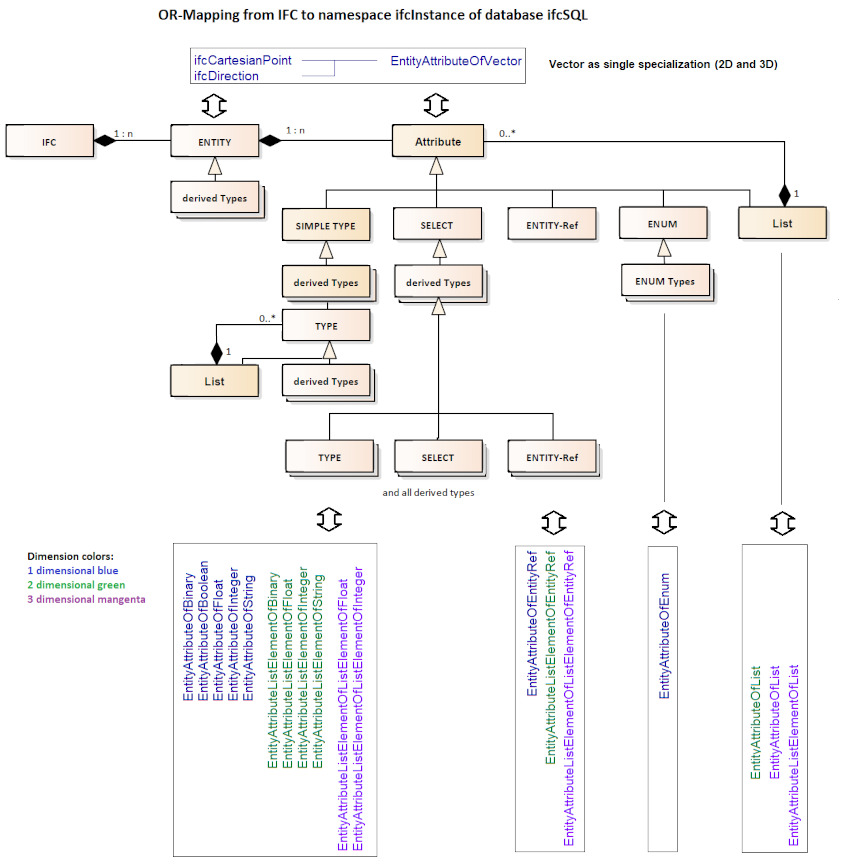 OR-Mapping from IFC to namespace ifcInstance of database ifcSQL
ifcCartesianPoint
EntityAttributeOfVector
ifcDirection
Vector as single specialization (2D and 3D)
IFC
1 : n
ENTITY
1 : n
Attribute
0..*
derived Types
1
SIMPLE TYPE
SELECT
ENTITY-Ref
ENUM
List
derived Types
derived Types
ENUM Types
0..*
TYPE
1
List
derived Types
TYPE
SELECT
ENTITY-Ref
and all derived types
Dimension colors:
1 dimensional blue
2 dimensional green
3 dimensional mangenta
EntityAttributeOfBinary
EntityAttributeOfBoolean
EntityAttributeOfFloat
EntityAttributeOfInteger
EntityAttributeOfString
EntityAttributeListElementOfBinary
EntityAttributeListElementOfFloat
EntityAttributeListElementOfInteger
EntityAttributeListElementOfString
EntityAttributeListElementOfListElementOfFloat
EntityAttributeListElementOfListElementOfInteger
EntityAttributeOfEntityRef
EntityAttributeListElementOfEntityRef
EntityAttributeListElementOfListElementOfEntityRef
EntityAttributeOfEnum
EntityAttributeOfList
EntityAttributeOfList
EntityAttributeListElementOfList